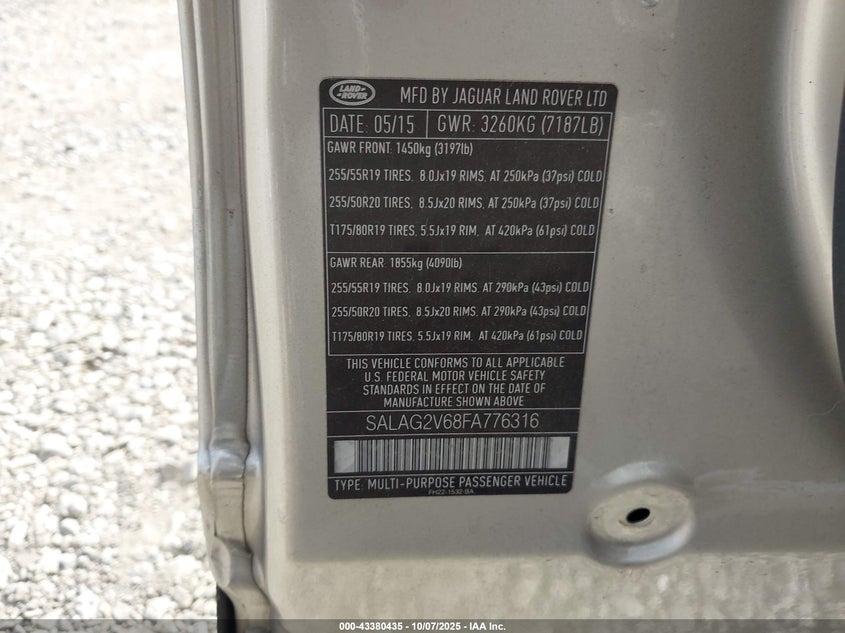 LAND ROVER
MFD BY JAGUAR LAND ROVER LTD
DATE: 05/15 GWR: 3260KG (7187LB)
GAWR FRONT: 1450kg (3197lb)
255/55R19 TIRES, 8.0Jx19 RIMS, AT 250kPa (37psi) COLD
255/50R20 TIRES, 8.5Jx20 RIMS, AT 250kPa (37psi) COLD
T175/80R19 TIRES, 5.5Jx19 RIM, AT 420kPa (61psi) COLD
GAWR REAR: 1855kg (4090lb)
255/55R19 TIRES, 8.0Jx19 RIMS, AT 290kPa (43psi) COLD
255/50R20 TIRES, 8.5Jx20 RIMS, AT 290kPa (43psi) COLD
T175/80R19 TIRES, 5.5Jx19 RIM, AT 420kPa (61psi) COLD
THIS VEHICLE CONFORMS TO ALL APPLICABLE
U.S. FEDERAL MOTOR VEHICLE SAFETY
STANDARDS IN EFFECT ON THE DATE OF
MANUFACTURE SHOWN ABOVE
SALAG2V68FA776316
TYPE: MULTI-PURPOSE PASSENGER VEHICLE
FH22-1532-BA
000-43380435 - 10/07/2025 - IAA Inc.